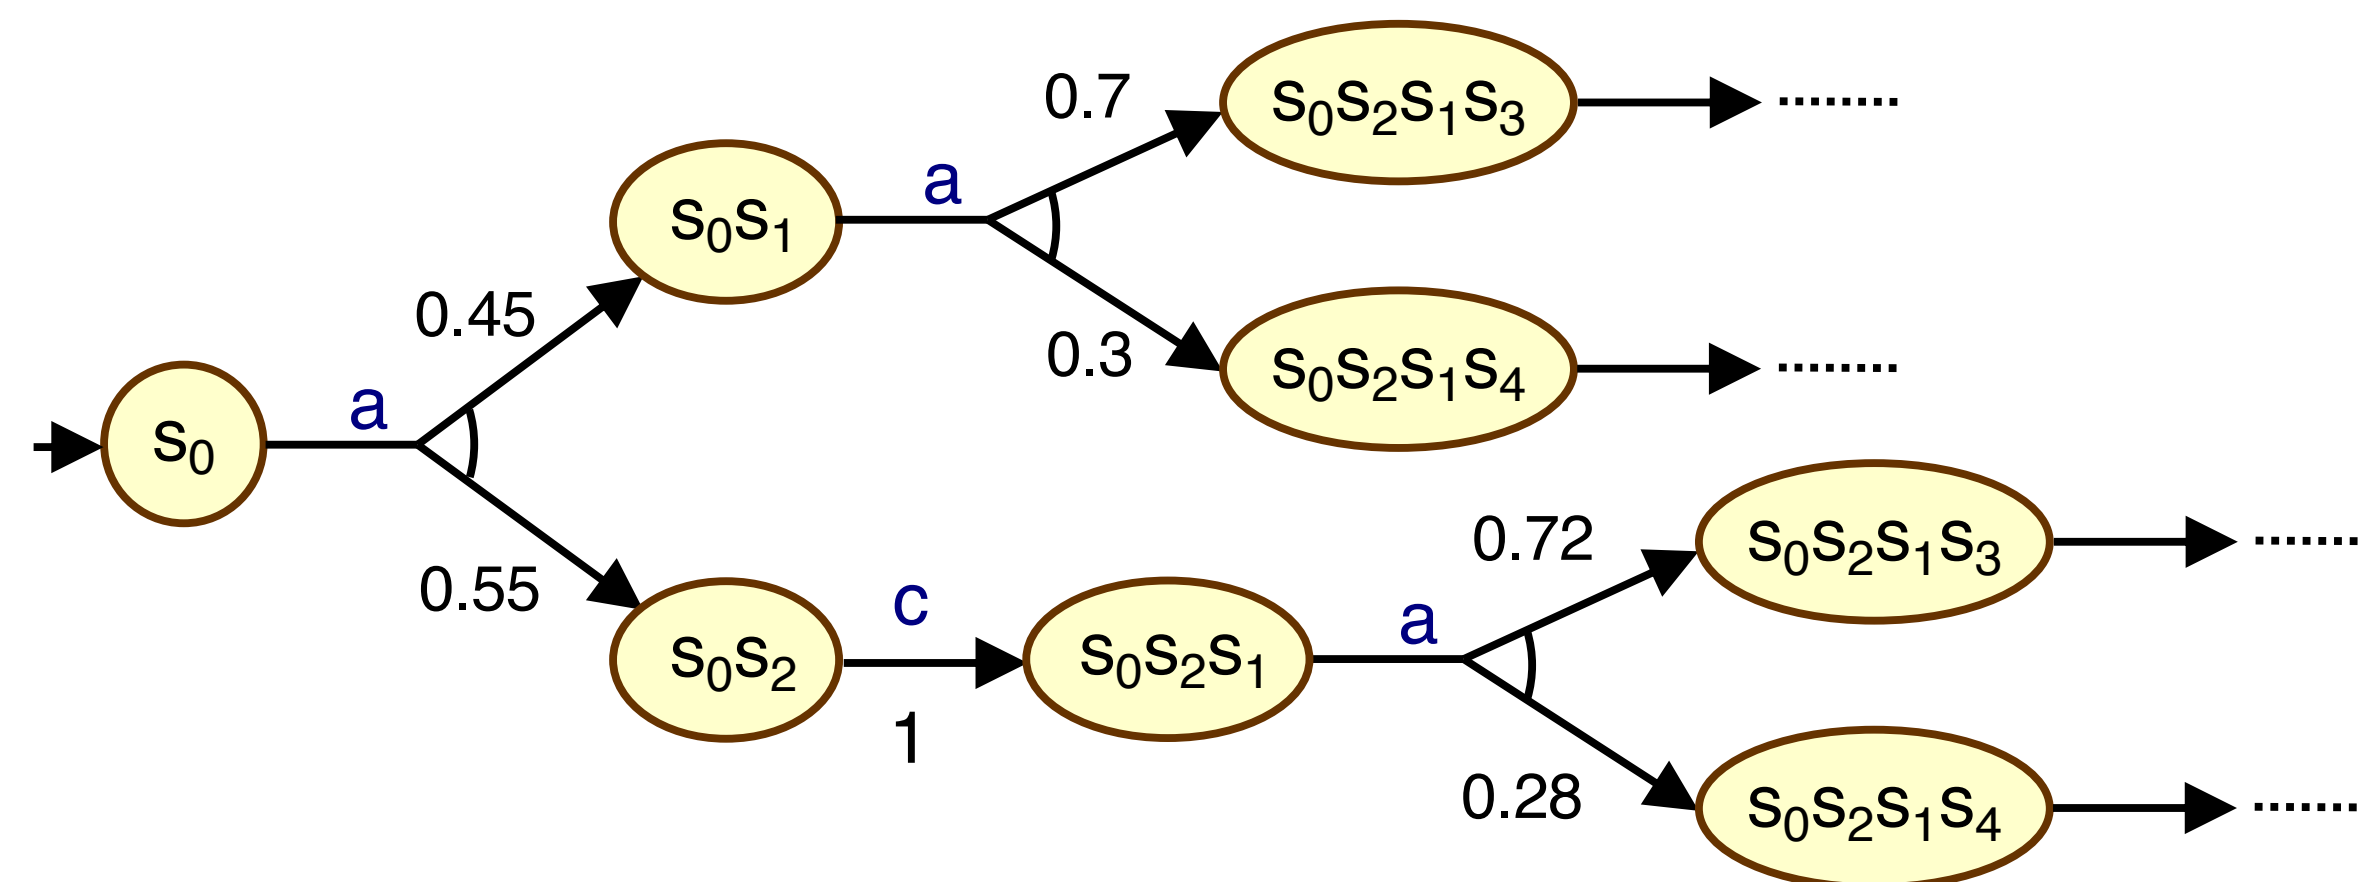 0.7
s₀s₂s₁s₃
........
a
s₀s₁
0.45
0.3
s₀s₂s₁s₄
........
a
s₀
0.55
s₀s₂
c
1
s₀s₂s₁
a
0.72
s₀s₂s₁s₃
.......
0.28
s₀s₂s₁s₄
.......